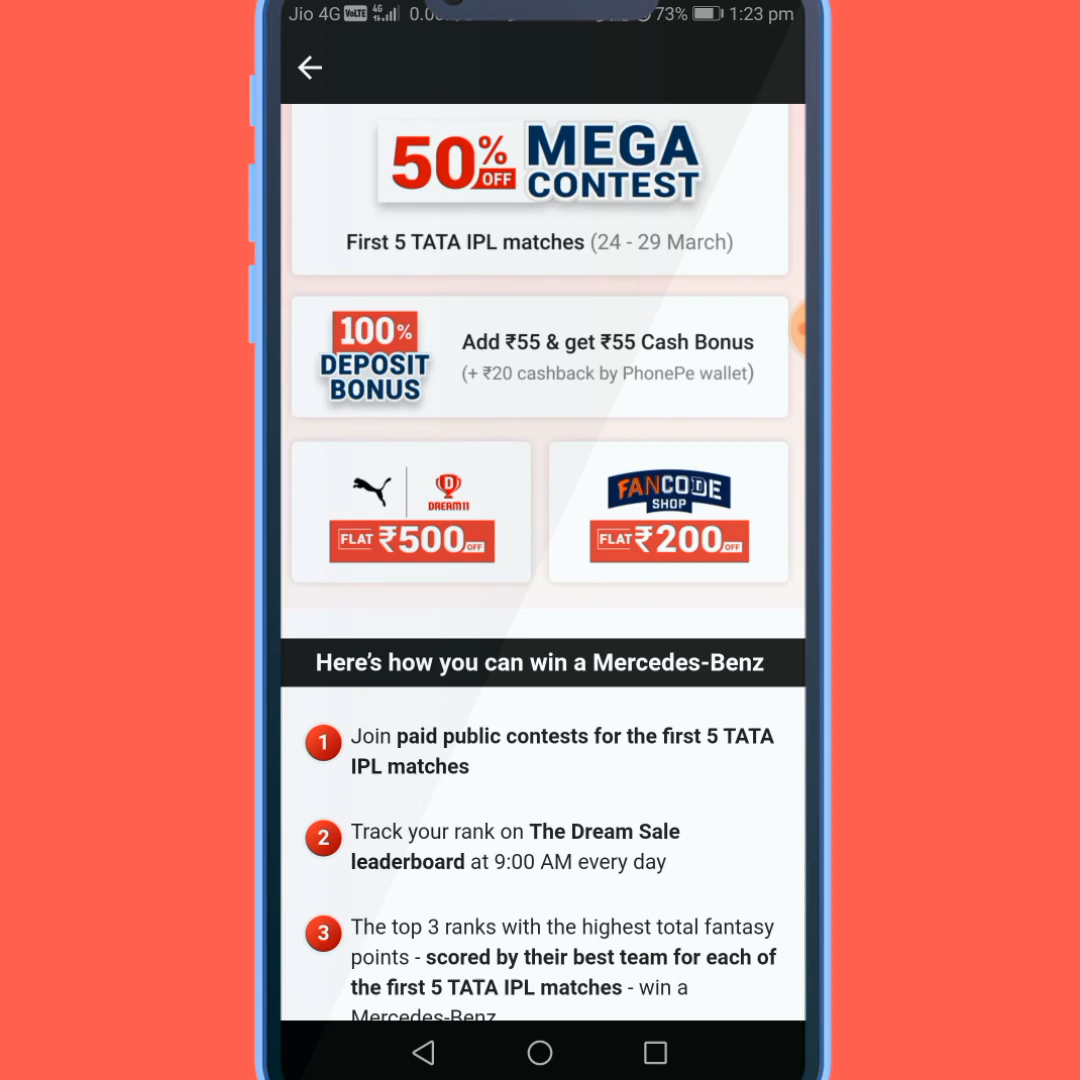 Jio 4G VoLTE 4G 73% 1:23 pm
50% OFF MEGA CONTEST
First 5 TATA IPL matches (24 - 29 March)
100% DEPOSIT BONUS
Add ₹55 & get ₹55 Cash Bonus
(+ ₹20 cashback by PhonePe wallet)
D
DREAM11
FLAT ₹500 OFF
FANCODE
SHOP
FLAT ₹200 OFF
Here's how you can win a Mercedes-Benz
1 Join paid public contests for the first 5 TATA
IPL matches
2 Track your rank on The Dream Sale
leaderboard at 9:00 AM every day
3 The top 3 ranks with the highest total fantasy
points - scored by their best team for each of
the first 5 TATA IPL matches - win a
Mercedes-Benz